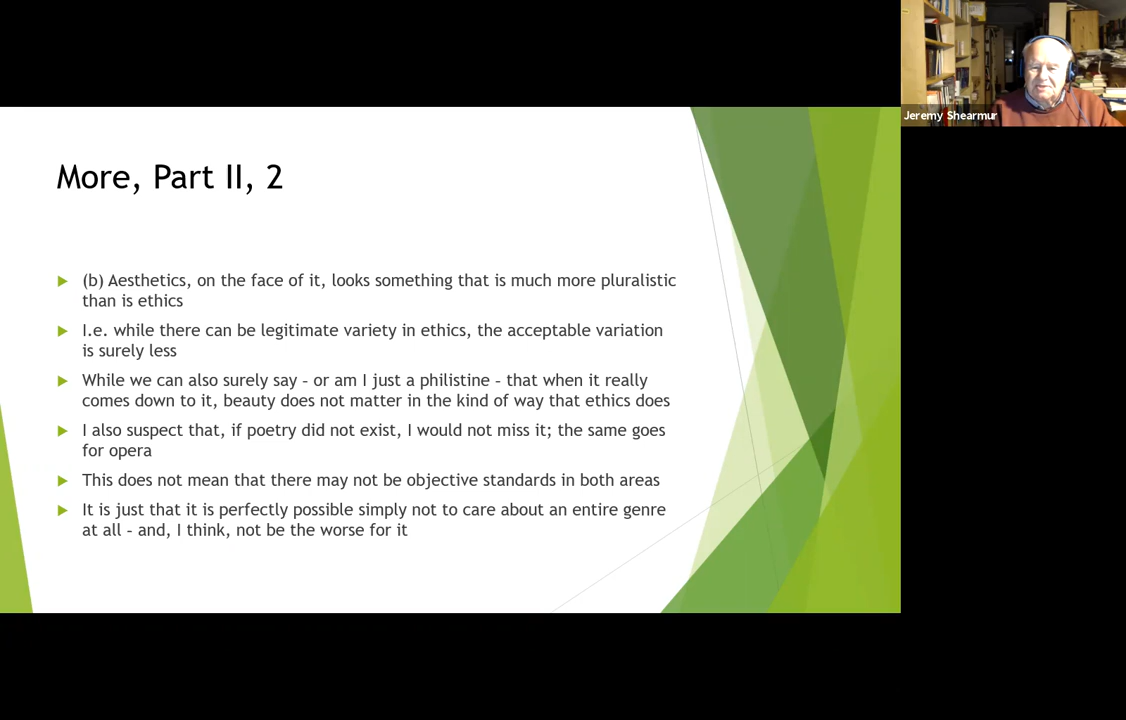 Jeremy Shearmur
More, Part II, 2
(b) Aesthetics, on the face of it, looks something that is much more pluralistic
than is ethics
I.e. while there can be legitimate variety in ethics, the acceptable variation
is surely less
While we can also surely say – or am I just a philistine – that when it really
comes down to it, beauty does not matter in the kind of way that ethics does
I also suspect that, if poetry did not exist, I would not miss it; the same goes
for opera
This does not mean that there may not be objective standards in both areas
It is just that it is perfectly possible simply not to care about an entire genre
at all – and, I think, not be the worse for it